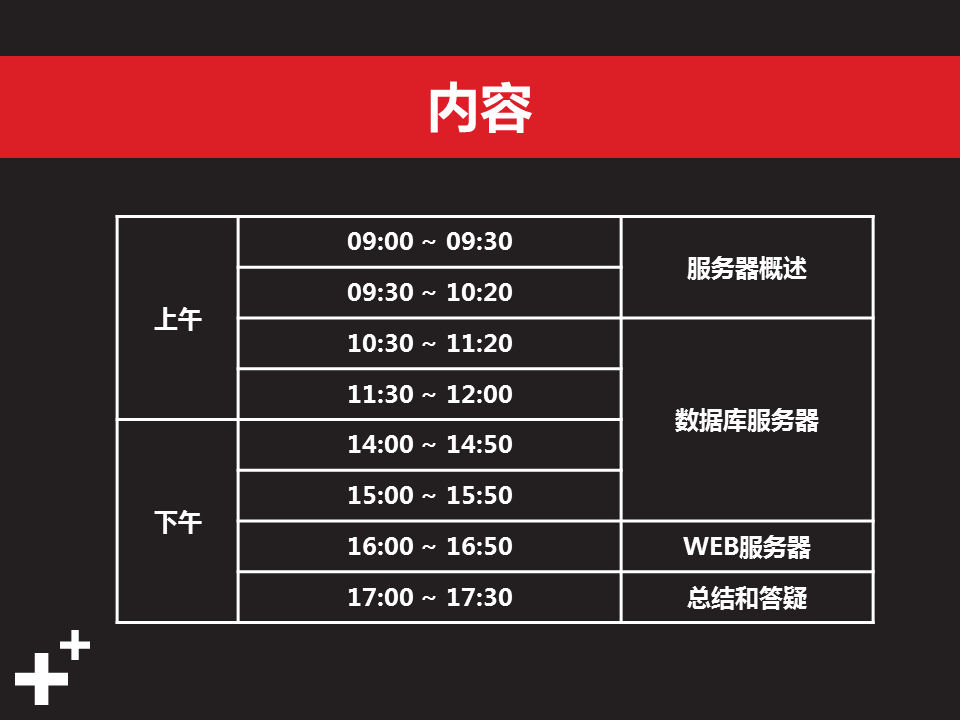 内容
上午
09:00 ~ 09:30
服务器概述
09:30 ~ 10:20
10:30 ~ 11:20
数据库服务器
11:30 ~ 12:00
下午
14:00 ~ 14:50
15:00 ~ 15:50
16:00 ~ 16:50
WEB服务器
17:00 ~ 17:30
总结和答疑